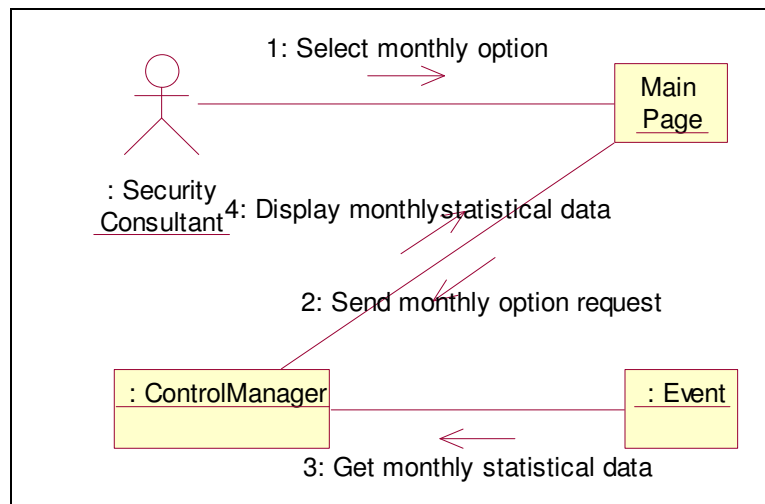 1: Select monthly option
Main
Page
: Security
Consultant
4: Display monthlystatistical data
2: Send monthly option request
: ControlManager
: Event
3: Get monthly statistical data